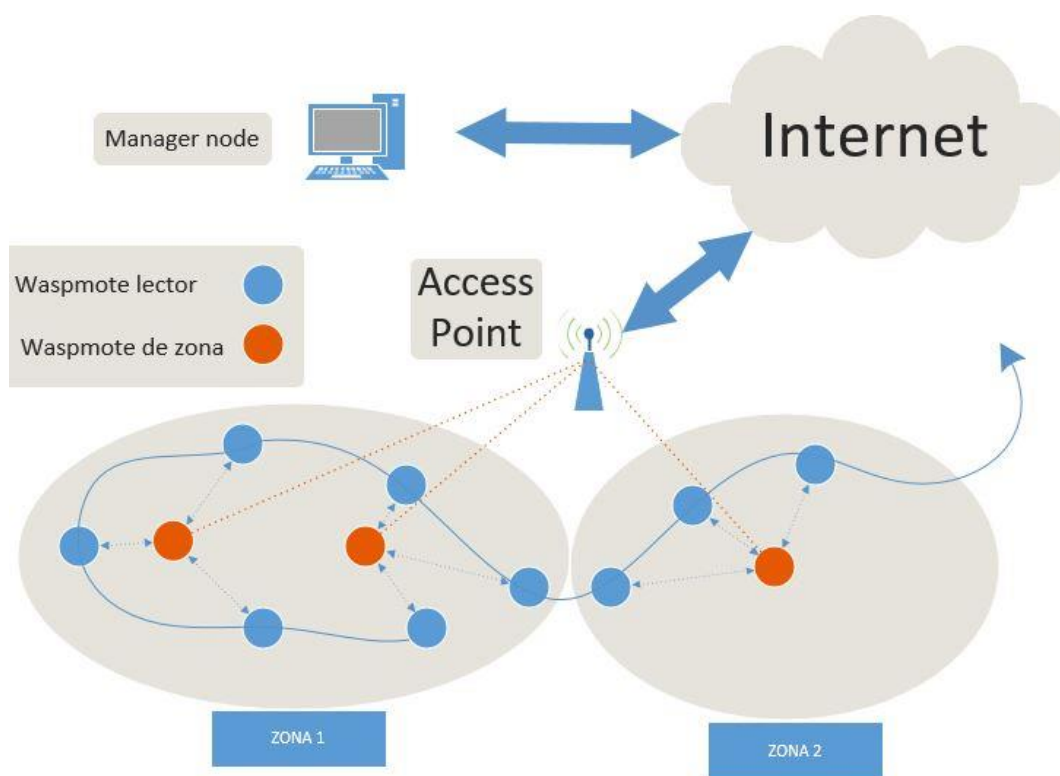 Manager node
Internet
Waspmote lector
Waspmote de zona
Access
Point
ZONA 1
ZONA 2